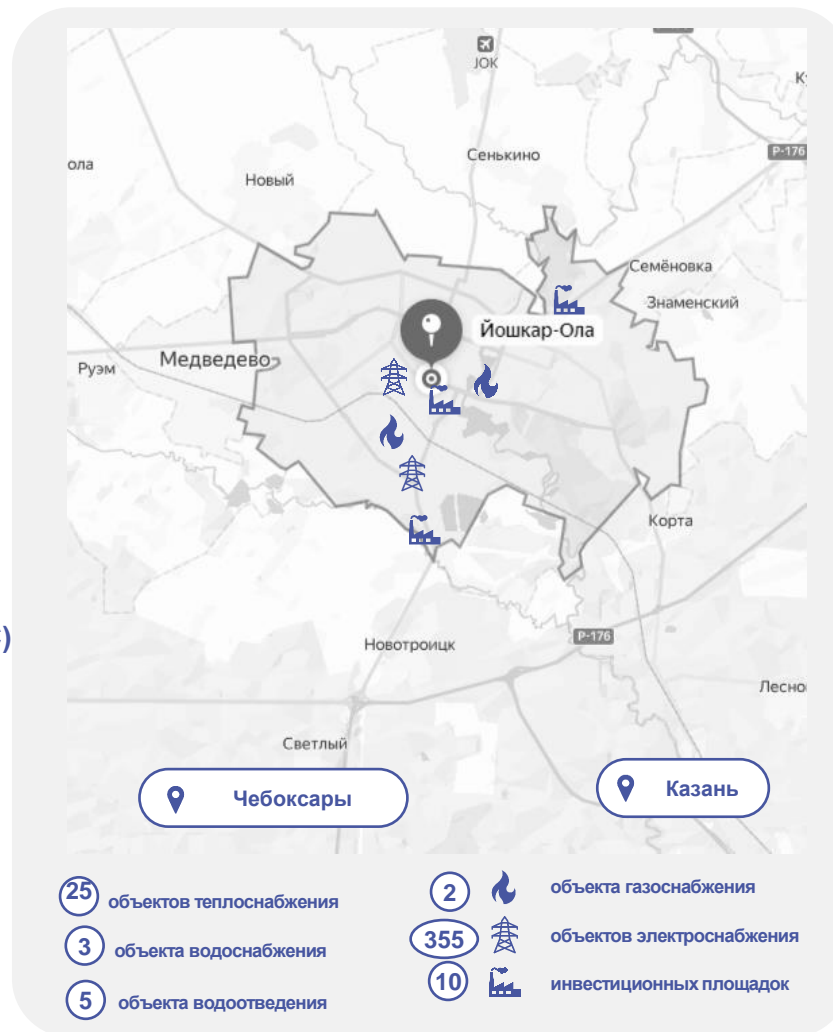 JOK
К
Р-176
ола
Новый
Сенькино
Семёновка
Знаменский
Йошкар-Ола
Руэм
Медведево
Корта
)
Новотроицк
Р-176
Лесно
Светлый
Чебоксары
Казань
25 объектов теплоснабжения
3 объекта водоснабжения
5 объекта водоотведения
2 объекта газоснабжения
355 объектов электроснабжения
10 инвестиционных площадок